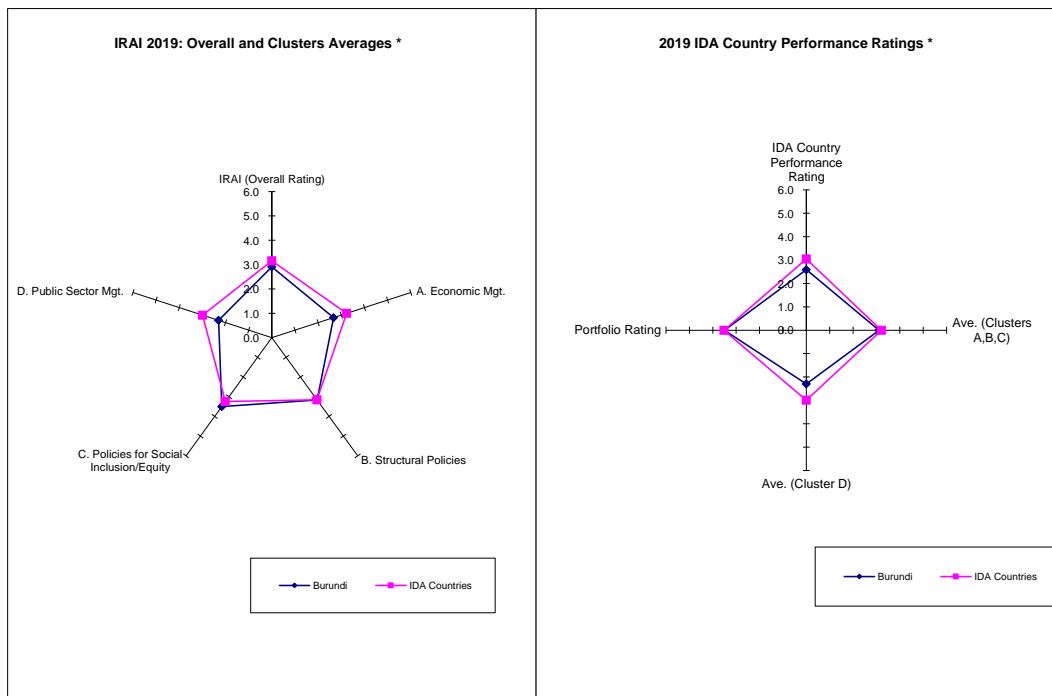 IRAI 2019: Overall and Clusters Averages *
IRAI (Overall Rating)
6.0
5.0
4.0
3.0
2.0
1.0
0.0
A. Economic Mgt.
B. Structural Policies
C. Policies for Social
Inclusion/Equity
D. Public Sector Mgt.
Burundi
IDA Countries
2019 IDA Country Performance Ratings *
IDA Country
Performance
Rating
6.0
5.0
4.0
3.0
2.0
1.0
0.0
Ave. (Clusters
A,B,C)
Ave. (Cluster D)
Portfolio Rating
Burundi
IDA Countries